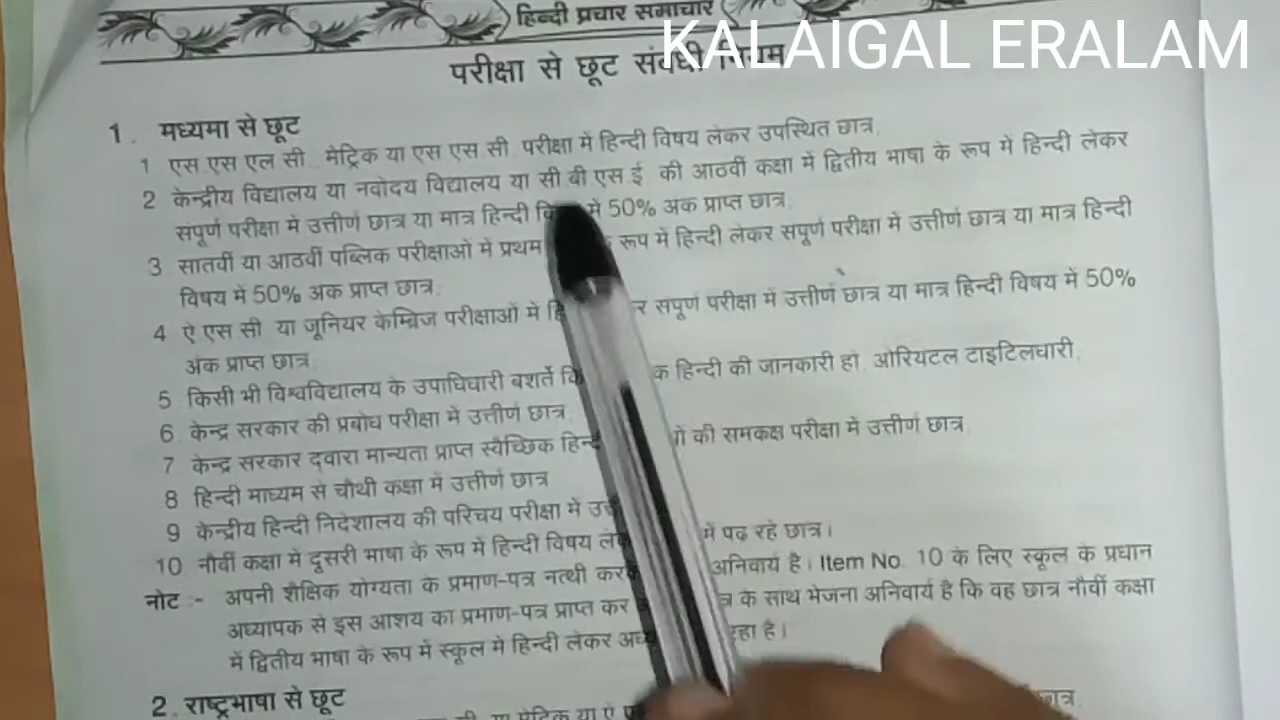 हिन्दी प्रचार समाचार
KALAIGAL ERALAM
परीक्षा से छूट संबंधी
1. मध्यमा से छूट
1 एस एस एल सी. मेट्रिक या एस एस सी परीक्षा में हिन्दी विषय लेकर उपस्थित छात्र.
2 केन्द्रीय विद्यालय या नवोदय विद्यालय या सी बी एस ई. की आठवीं कक्षा में द्वितीय भाषा के रूप में हिन्दी लेकर
संपूर्ण परीक्षा में उत्तीर्ण छात्र या मात्र हिन्दी में 50% अंक प्राप्त छात्र.
3 सातवीं या आठवीं पब्लिक परीक्षाओं में प्रथम रूप में हिन्दी लेकर संपूर्ण परीक्षा में उत्तीर्ण छात्र या मात्र हिन्दी
विषय में 50% अंक प्राप्त छात्र.
4 ऐ एस सी या जूनियर केम्ब्रिज परीक्षाओं में संपूर्ण परीक्षा में उत्तीर्ण छात्र या मात्र हिन्दी विषय में 50%
अंक प्राप्त छात्र.
5 किसी भी विश्वविद्यालय के उपाधिधारी बशर्ते हिन्दी की जानकारी हो, ओरियंटल टाइटिलधारी.
6 केन्द्र सरकार की प्रबोध परीक्षा में उत्तीर्ण छात्र.
7 केन्द्र सरकार द्वारा मान्यता प्राप्त स्वैच्छिक की समकक्ष परीक्षा में उत्तीर्ण छात्र.
8 हिन्दी माध्यम से चौथी कक्षा में उत्तीर्ण छात्र
9 केन्द्रीय हिन्दी निदेशालय की परिचय परीक्षा में
10 नौवीं कक्षा में दूसरी भाषा के रूप में हिन्दी विषय में पढ़ रहे छात्र।
नोट :- अपनी शैक्षिक योग्यता के प्रमाण-पत्र नत्थी अनिवार्य है। Item No. 10 के लिए स्कूल के प्रधान
अध्यापक से इस आशय का प्रमाण-पत्र प्राप्त कर के साथ भेजना अनिवार्य है कि वह छात्र नौवीं कक्षा
में द्वितीय भाषा के रूप में स्कूल में हिन्दी लेकर रहा है।
2. राष्ट्रभाषा से छूट